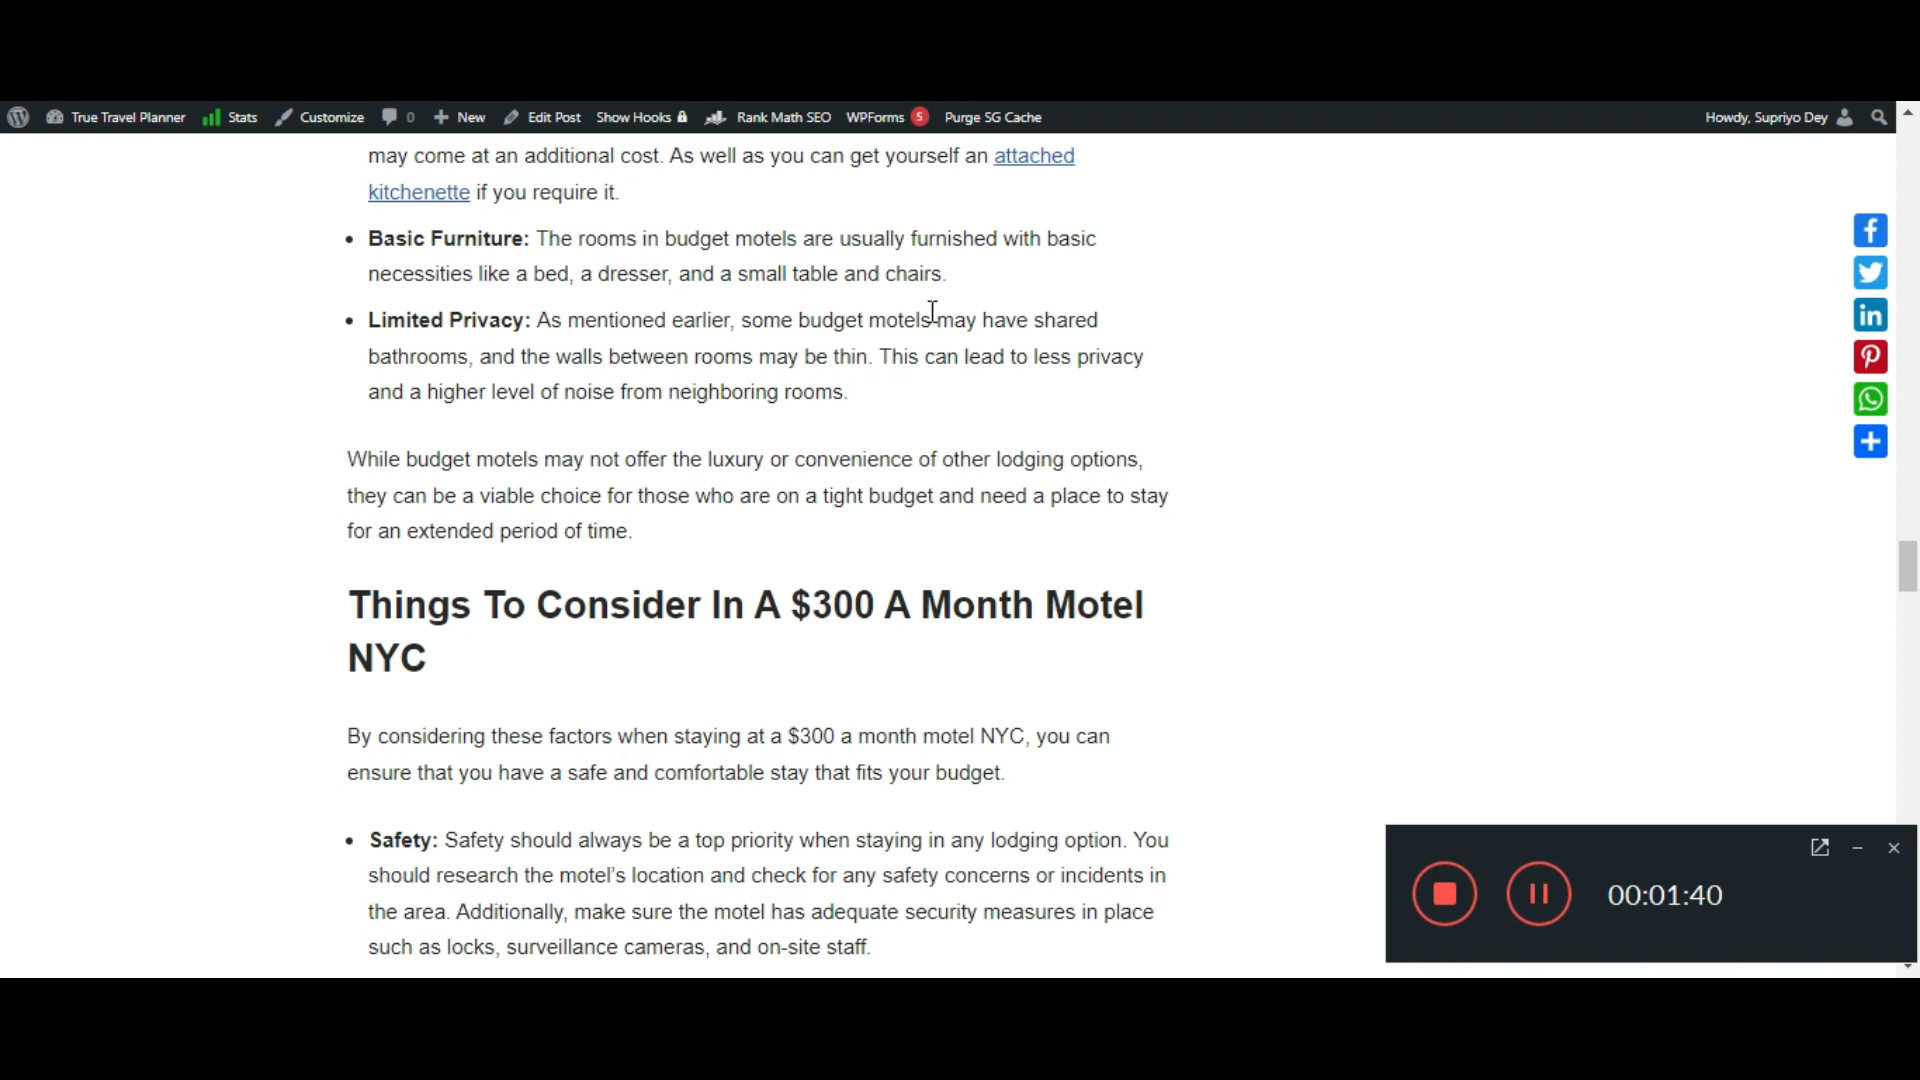 True Travel Planner Stats Customize 0 New Edit Post Show Hooks Rank Math SEO WPForms 5 Purge SG Cache Howdy, Supriyo Dey
may come at an additional cost. As well as you can get yourself an attached
kitchenette if you require it.
• Basic Furniture: The rooms in budget motels are usually furnished with basic
necessities like a bed, a dresser, and a small table and chairs.
• Limited Privacy: As mentioned earlier, some budget motels may have shared
bathrooms, and the walls between rooms may be thin. This can lead to less privacy
and a higher level of noise from neighboring rooms.
While budget motels may not offer the luxury or convenience of other lodging options,
they can be a viable choice for those who are on a tight budget and need a place to stay
for an extended period of time.
Things To Consider In A $300 A Month Motel
NYC
By considering these factors when staying at a $300 a month motel NYC, you can
ensure that you have a safe and comfortable stay that fits your budget.
• Safety: Safety should always be a top priority when staying in any lodging option. You
should research the motel's location and check for any safety concerns or incidents in
the area. Additionally, make sure the motel has adequate security measures in place
such as locks, surveillance cameras, and on-site staff.
00:01:40